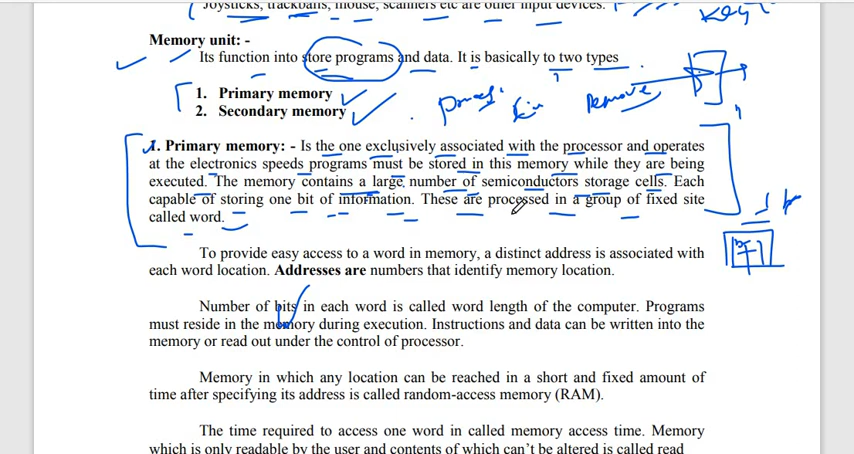 Joysticks, trackballs, mouse, scanners etc are other input devices.
Memory unit: -
Its function into store programs and data. It is basically to two types
1. Primary memory
2. Secondary memory
Remove
1. Primary memory: - Is the one exclusively associated with the processor and operates
at the electronics speeds programs must be stored in this memory while they are being
executed. The memory contains a large number of semiconductors storage cells. Each
capable of storing one bit of information. These are processed in a group of fixed site
called word.
To provide easy access to a word in memory, a distinct address is associated with
each word location. Addresses are numbers that identify memory location.
Number of bits in each word is called word length of the computer. Programs
must reside in the memory during execution. Instructions and data can be written into the
memory or read out under the control of processor.
Memory in which any location can be reached in a short and fixed amount of
time after specifying its address is called random-access memory (RAM).
The time required to access one word in called memory access time. Memory
which is only readable by the user and contents of which can't be altered is called read